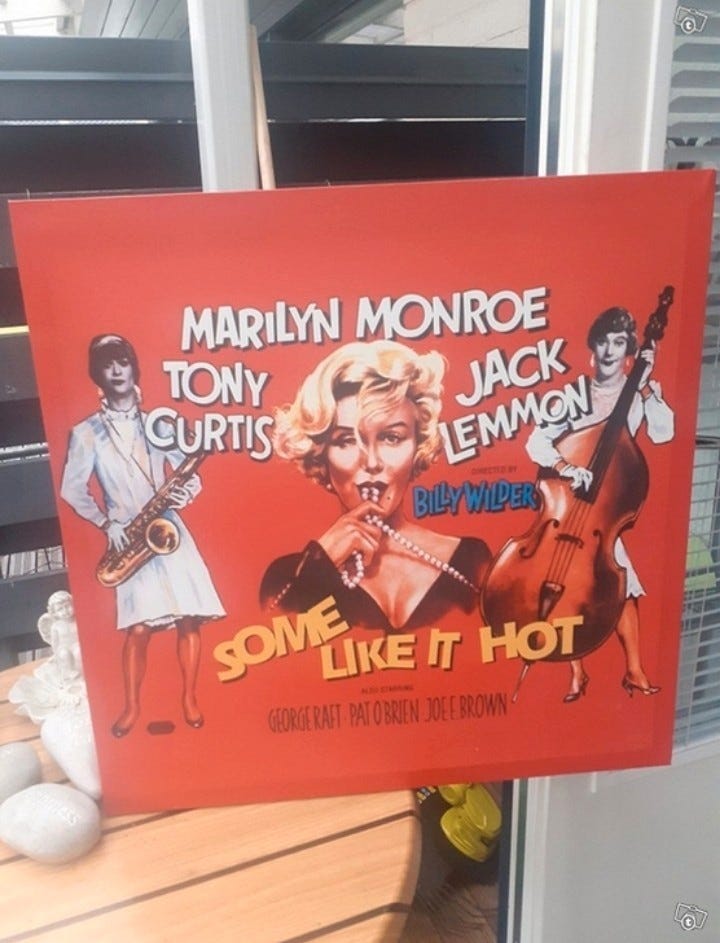 MARILYN MONROE
TONY CURTIS
JACK LEMMON
DIRECTED BY
BILLY WILDER
SOME LIKE IT HOT
ALSO STARRING
GEORGE RAFT · PAT O'BRIEN JOE E. BROWN